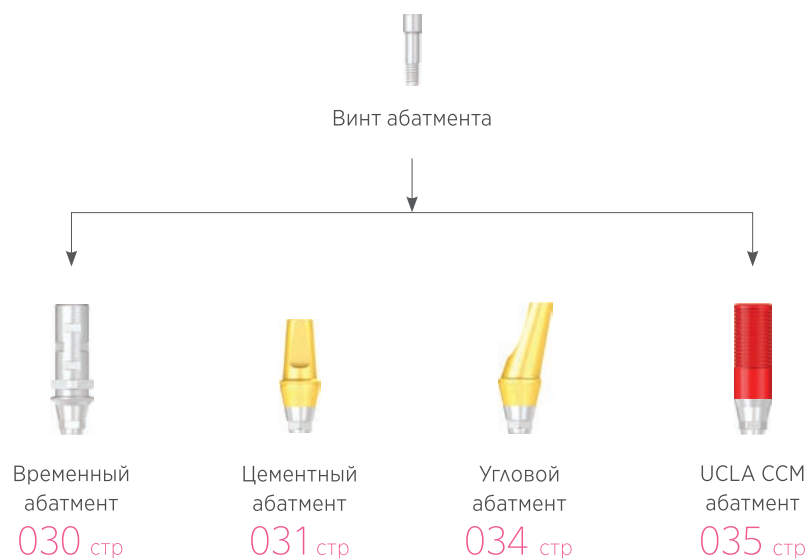 Винт абатмента
Временный
абатмент
030 стр
Цементный
абатмент
031 стр
Угловой
абатмент
034 стр
UCLA CCM
абатмент
035 стр